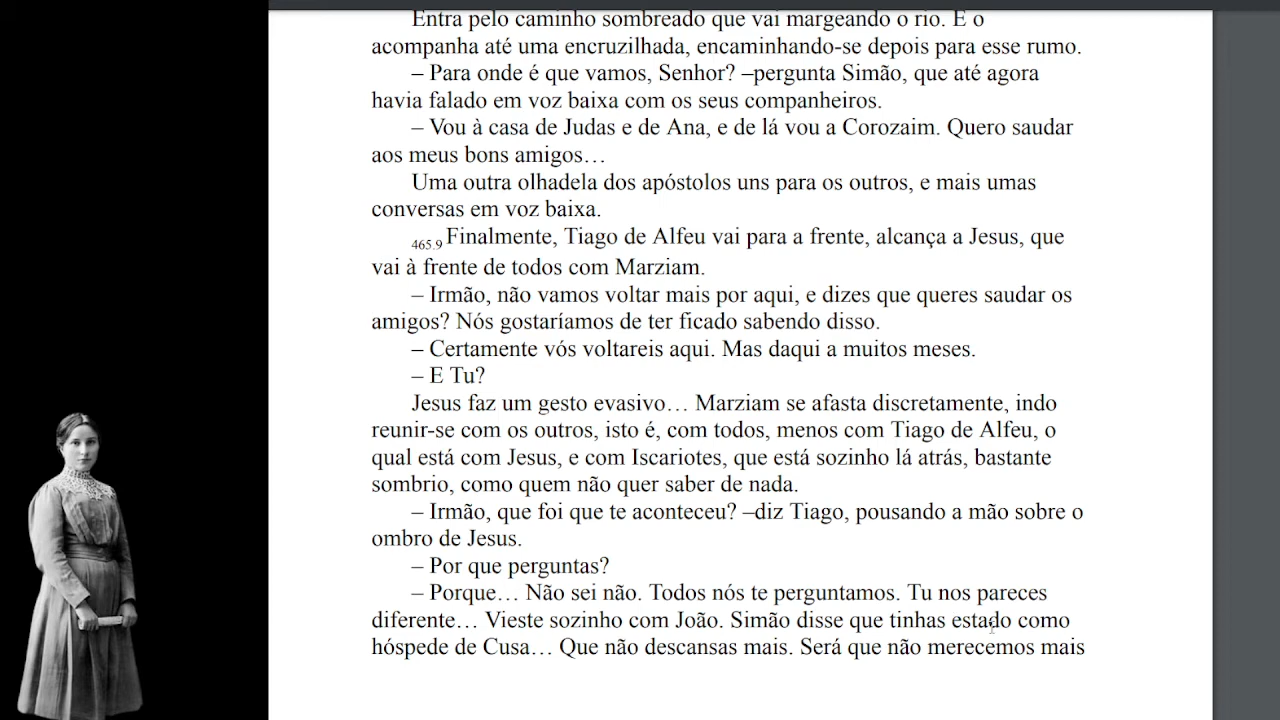 Entra pelo caminho sombreado que vai margeando o rio. E o
acompanha até uma encruzilhada, encaminhando-se depois para esse rumo.
– Para onde é que vamos, Senhor? –pergunta Simão, que até agora
havia falado em voz baixa com os seus companheiros.
– Vou à casa de Judas e de Ana, e de lá vou a Corozaim. Quero saudar
aos meus bons amigos…
Uma outra olhadela dos apóstolos uns para os outros, e mais umas
conversas em voz baixa.
465.9 Finalmente, Tiago de Alfeu vai para a frente, alcança a Jesus, que
vai à frente de todos com Marziam.
– Irmão, não vamos voltar mais por aqui, e dizes que queres saudar os
amigos? Nós gostaríamos de ter ficado sabendo disso.
– Certamente vós voltareis aqui. Mas daqui a muitos meses.
– E Tu?
Jesus faz um gesto evasivo… Marziam se afasta discretamente, indo
reunir-se com os outros, isto é, com todos, menos com Tiago de Alfeu, o
qual está com Jesus, e com Iscariotes, que está sozinho lá atrás, bastante
sombrio, como quem não quer saber de nada.
– Irmão, que foi que te aconteceu? –diz Tiago, pousando a mão sobre o
ombro de Jesus.
– Por que perguntas?
– Porque… Não sei não. Todos nós te perguntamos. Tu nos pareces
diferente… Vieste sozinho com João. Simão disse que tinhas estado como
hóspede de Cusa… Que não descansas mais. Será que não merecemos mais